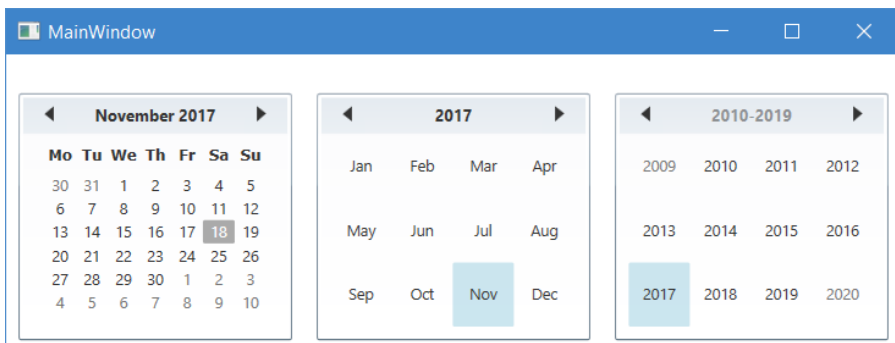 MainWindow
November 2017
Mo Tu We Th Fr Sa Su
30 31 1 2 3 4 5
6 7 8 9 10 11 12
13 14 15 16 17 18 19
20 21 22 23 24 25 26
27 28 29 30 1 2 3
4 5 6 7 8 9 10
2017
Jan Feb Mar Apr
May Jun Jul Aug
Sep Oct Nov Dec
2010-2019
2009 2010 2011 2012
2013 2014 2015 2016
2017 2018 2019 2020